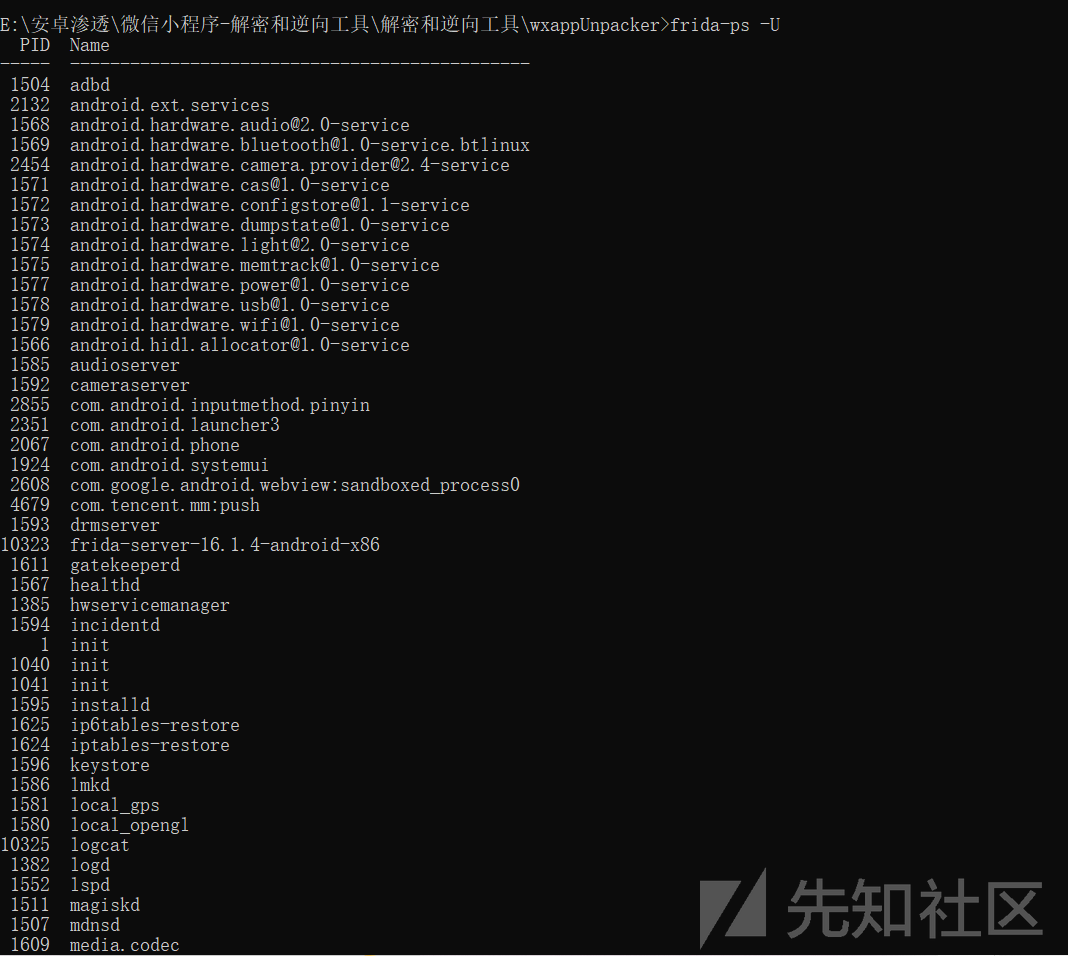 E:\安卓渗透\微信小程序-解密和逆向工具\解密和逆向工具\wxappUnpacker>frida-ps -U
PID Name
----- ----------------------------------------------
1504 adbd
2132 android.ext.services
1568 android.hardware.audio@2.0-service
1569 android.hardware.bluetooth@1.0-service.btlinux
2454 android.hardware.camera.provider@2.4-service
1571 android.hardware.cas@1.0-service
1572 android.hardware.configstore@1.1-service
1573 android.hardware.dumpstate@1.0-service
1574 android.hardware.light@2.0-service
1575 android.hardware.memtrack@1.0-service
1577 android.hardware.power@1.0-service
1578 android.hardware.usb@1.0-service
1579 android.hardware.wifi@1.0-service
1566 android.hidl.allocator@1.0-service
1585 audioserver
1592 cameraserver
2855 com.android.inputmethod.pinyin
2351 com.android.launcher3
2067 com.android.phone
1924 com.android.systemui
2608 com.google.android.webview:sandboxed_process0
4679 com.tencent.mm:push
1593 drmserver
10323 frida-server-16.1.4-android-x86
1611 gatekeeperd
1567 healthd
1385 hwservicemanager
1594 incidentd
1 init
1040 init
1041 init
1595 installd
1625 ip6tables-restore
1624 iptables-restore
1596 keystore
1586 lmkd
1581 local_gps
1580 local_opengl
10325 logcat
1382 logd
1552 lspd
1511 magiskd
1507 mdnsd
1609 media.codec
先知社区